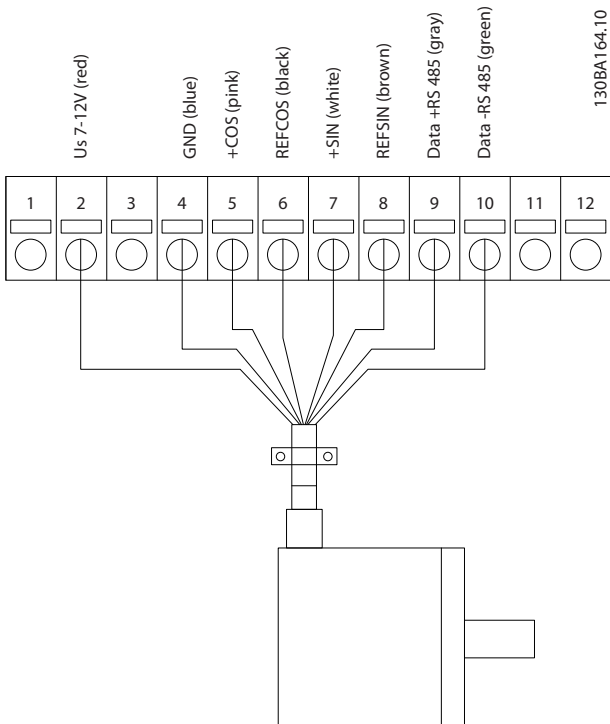 Us 7-12V (red)
GND (blue)
+COS (pink)
REFCOS (black)
+SIN (white)
REFSIN (brown)
Data +RS 485 (gray)
Data -RS 485 (green)
130BA164.10
1 2 3 4 5 6 7 8 9 10 11 12